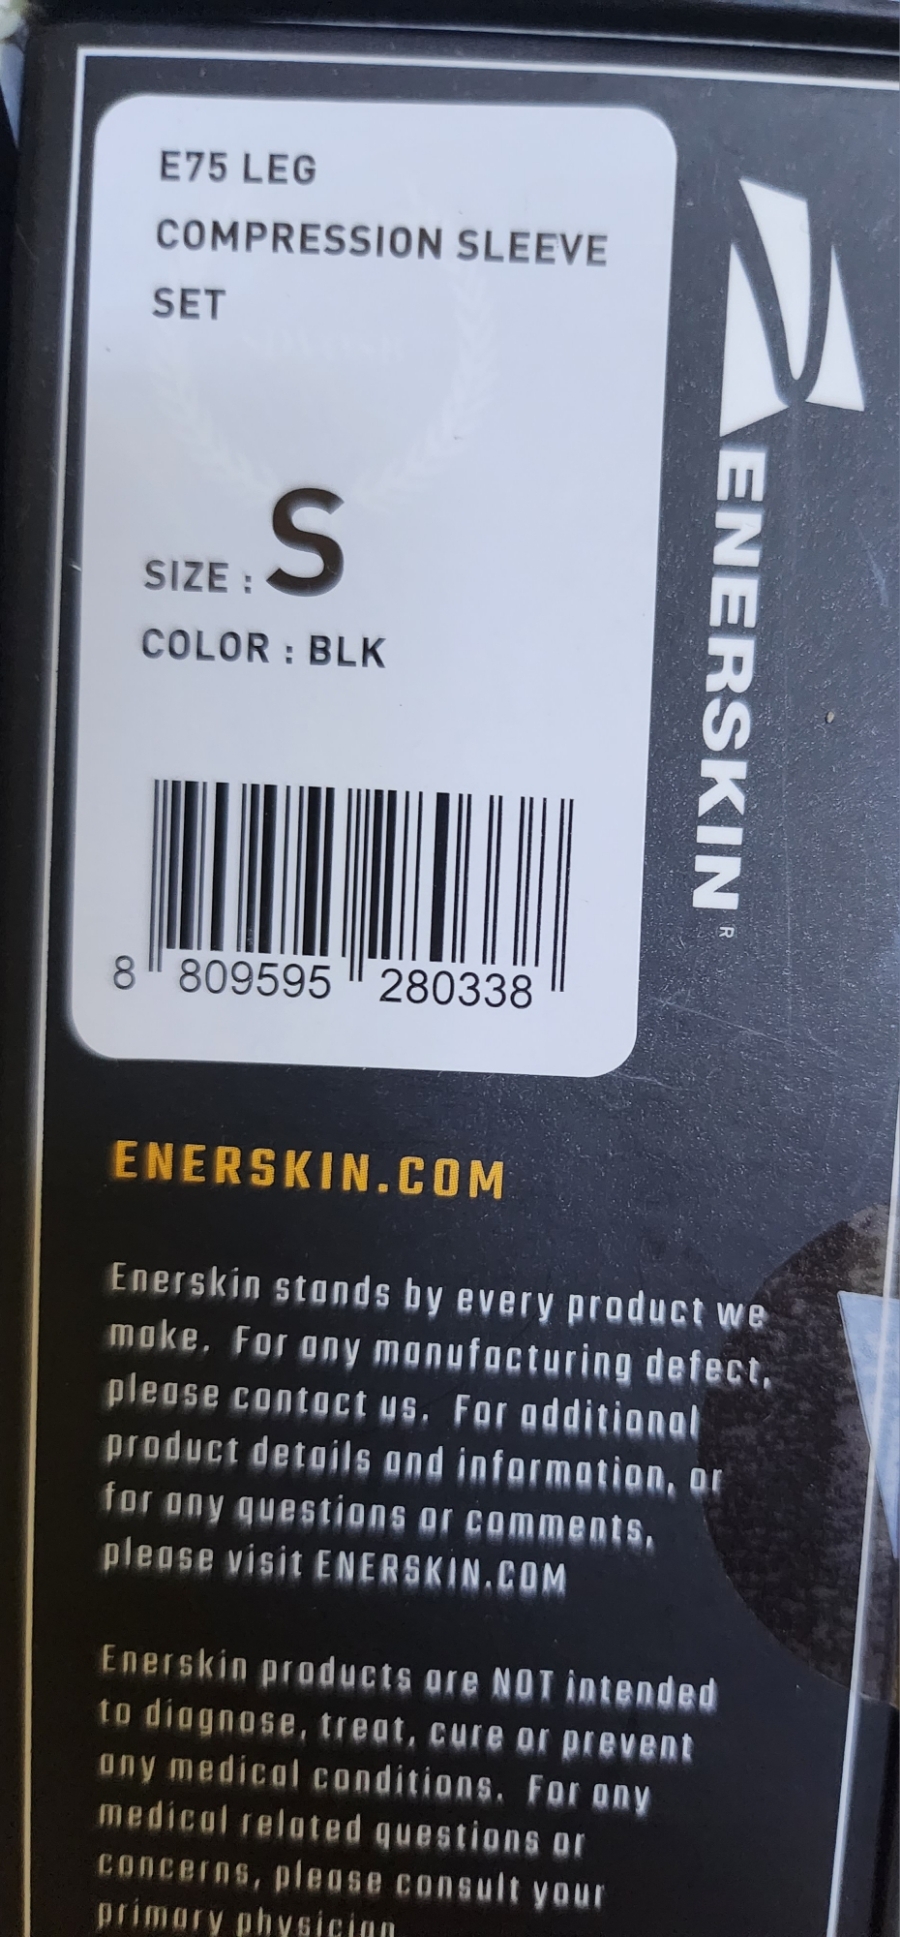 E75 LEG
COMPRESSION SLEEVE
SET
SIZE : S
COLOR : BLK
8 809595 280338
ENERSKIN
R
ENERSKIN.COM
Enerskin stands by every product we
make. For any manufacturing defect,
please contact us. For additional
product details and information, or
for any questions or comments,
please visit ENERSKIN.COM
Enerskin products are NOT intended
to diagnose, treat, cure or prevent
any medical conditions. For any
medical related questions or
concerns, please consult your
primary physician